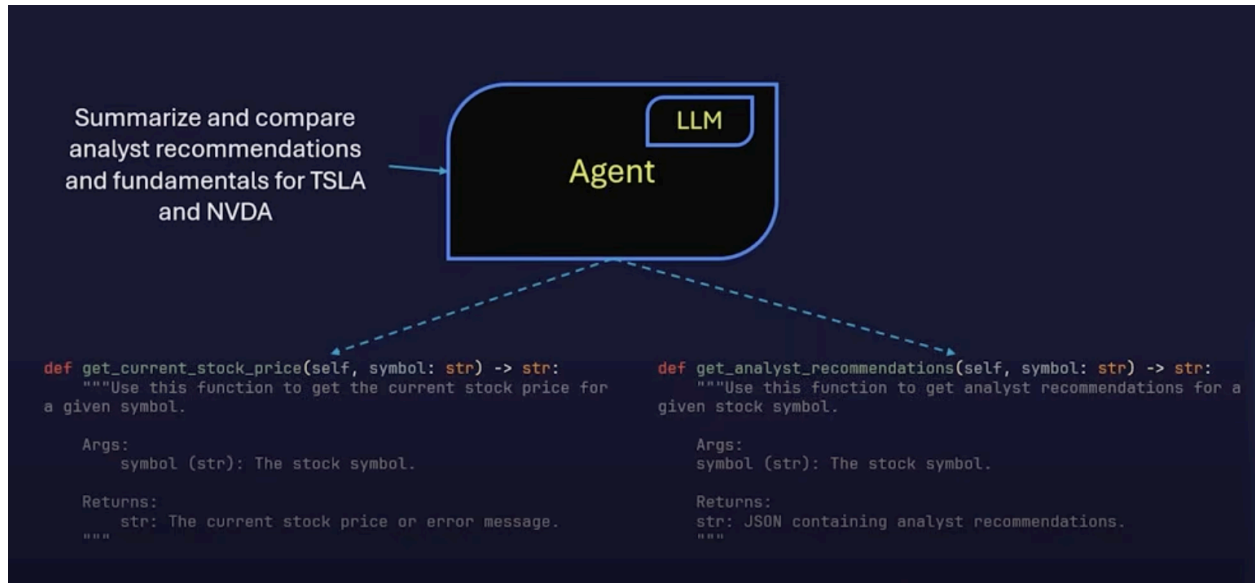 Summarize and compare
analyst recommendations
and fundamentals for TSLA
and NVDA
LLM
Agent
def get_current_stock_price(self, symbol: str) -> str:
"""Use this function to get the current stock price for
a given symbol.
Args:
symbol (str): The stock symbol.
Returns:
str: The current stock price or error message.
"""
def get_analyst_recommendations(self, symbol: str) -> str:
"""Use this function to get analyst recommendations for a
given stock symbol.
Args:
symbol (str): The stock symbol.
Returns:
str: JSON containing analyst recommendations.
"""